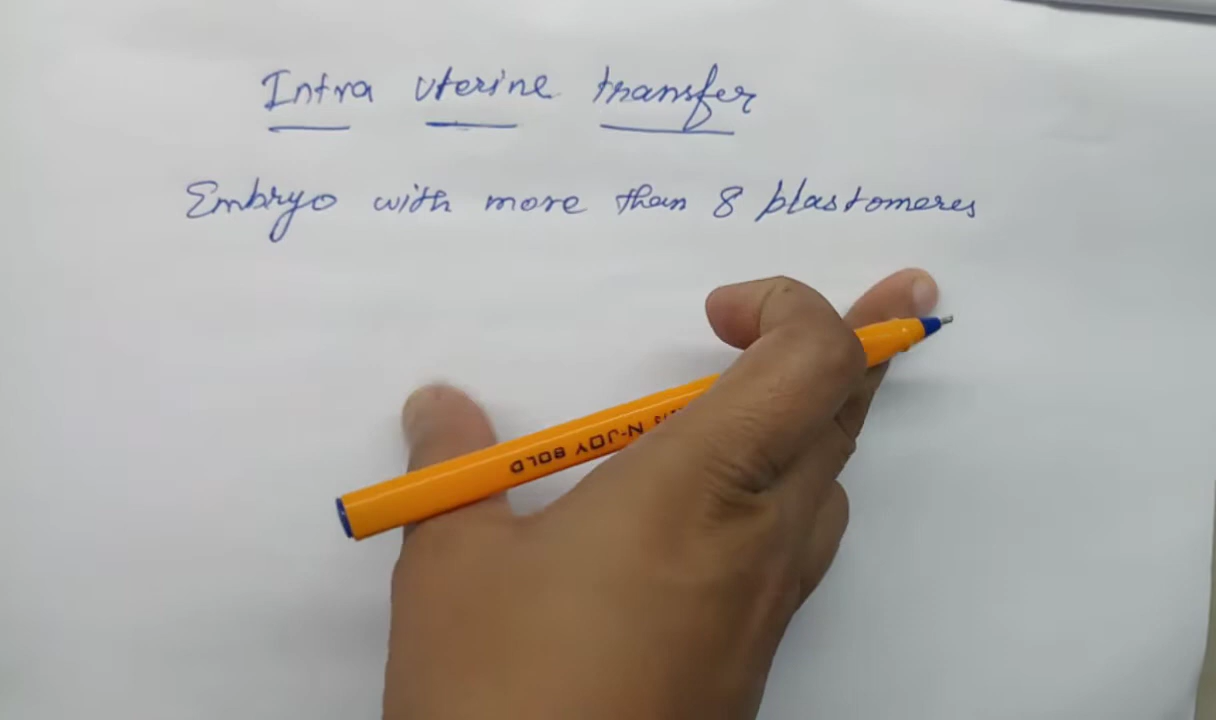 Intra uterine transfer
Embryo with more than 8 blastomeres
N-JOY BOLD